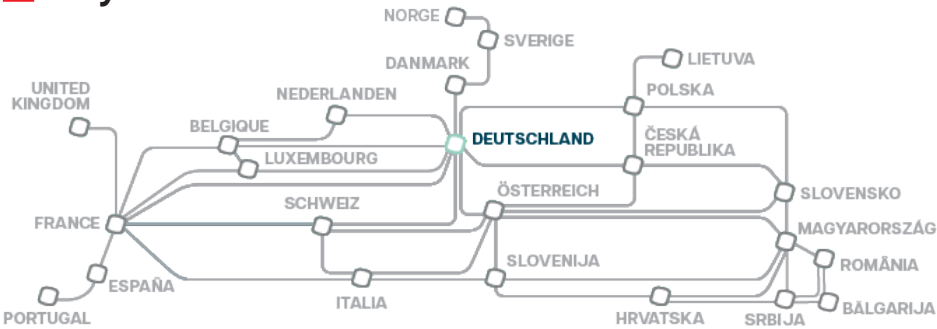 NORGE
SVERIGE
DANMARK
LIETUVA
UNITED
KINGDOM
NEDERLANDEN
POLSKA
BELGIQUE
DEUTSCHLAND
ČESKÁ
REPUBLIKA
LUXEMBOURG
ÖSTERREICH
SLOVENSKO
SCHWEIZ
FRANCE
MAGYARORSZÁG
SLOVENIJA
ROMÂNIA
ESPAÑA
ITALIA
BĂLGARIJA
PORTUGAL
HRVATSKA
SRBIJA